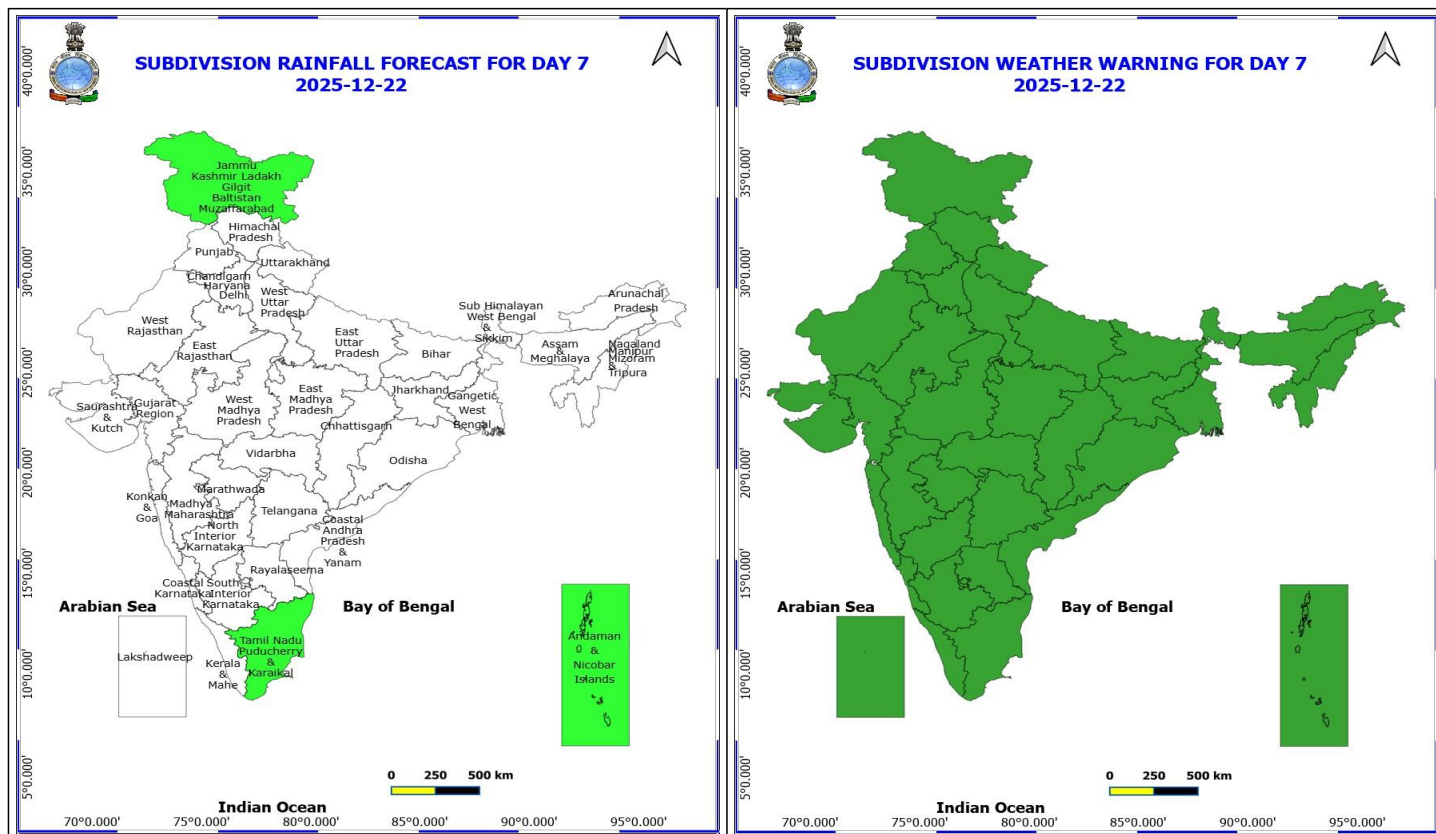 SUBDIVISION RAINFALL FORECAST FOR DAY 7
2025-12-22
40°0.000'
35°0.000'
30°0.000'
25°0.000'
20°0.000'
15°0.000'
10°0.000'
5°0.000'
Jammu
Kashmir Ladakh
Gilgit
Baltistan
Muzaffarabad
Himachal
Pradesh
Punjab
Uttarakhand
Chandigarh
Haryana
Delhi
West
Uttar
Pradesh
West
Rajasthan
East
Rajasthan
East
Uttar
Pradesh
Bihar
Sub Himalayan
West Bengal
&
Sikkim
Arunachal
Pradesh
Assam
&
Meghalaya
Nagaland
Manipur
Mizoram
&
Tripura
Saurashtra
&
Kutch
Gujarat
Region
West
Madhya
Pradesh
East
Madhya
Pradesh
Jharkhand
Gangetic
West
Bengal
Chhattisgarh
Vidarbha
Odisha
Konkan
&
Goa
Madhya
Maharashtra
Marathwada
Telangana
North
Interior
Karnataka
Coastal
Andhra
Pradesh
&
Yanam
Rayalaseema
Coastal
Karnataka
South
Interior
Karnataka
Arabian Sea
Bay of Bengal
Lakshadweep
Kerala
&
Mahe
Tamil Nadu
Puducherry
&
Karaikal
Andaman
&
Nicobar
Islands
0 250 500 km
Indian Ocean
70°0.000' 75°0.000' 80°0.000' 85°0.000' 90°0.000' 95°0.000'
SUBDIVISION WEATHER WARNING FOR DAY 7
2025-12-22
40°0.000'
35°0.000'
30°0.000'
25°0.000'
20°0.000'
15°0.000'
10°0.000'
5°0.000'
Arabian Sea
Bay of Bengal
0 250 500 km
Indian Ocean
70°0.000' 75°0.000' 80°0.000' 85°0.000' 90°0.000' 95°0.000'